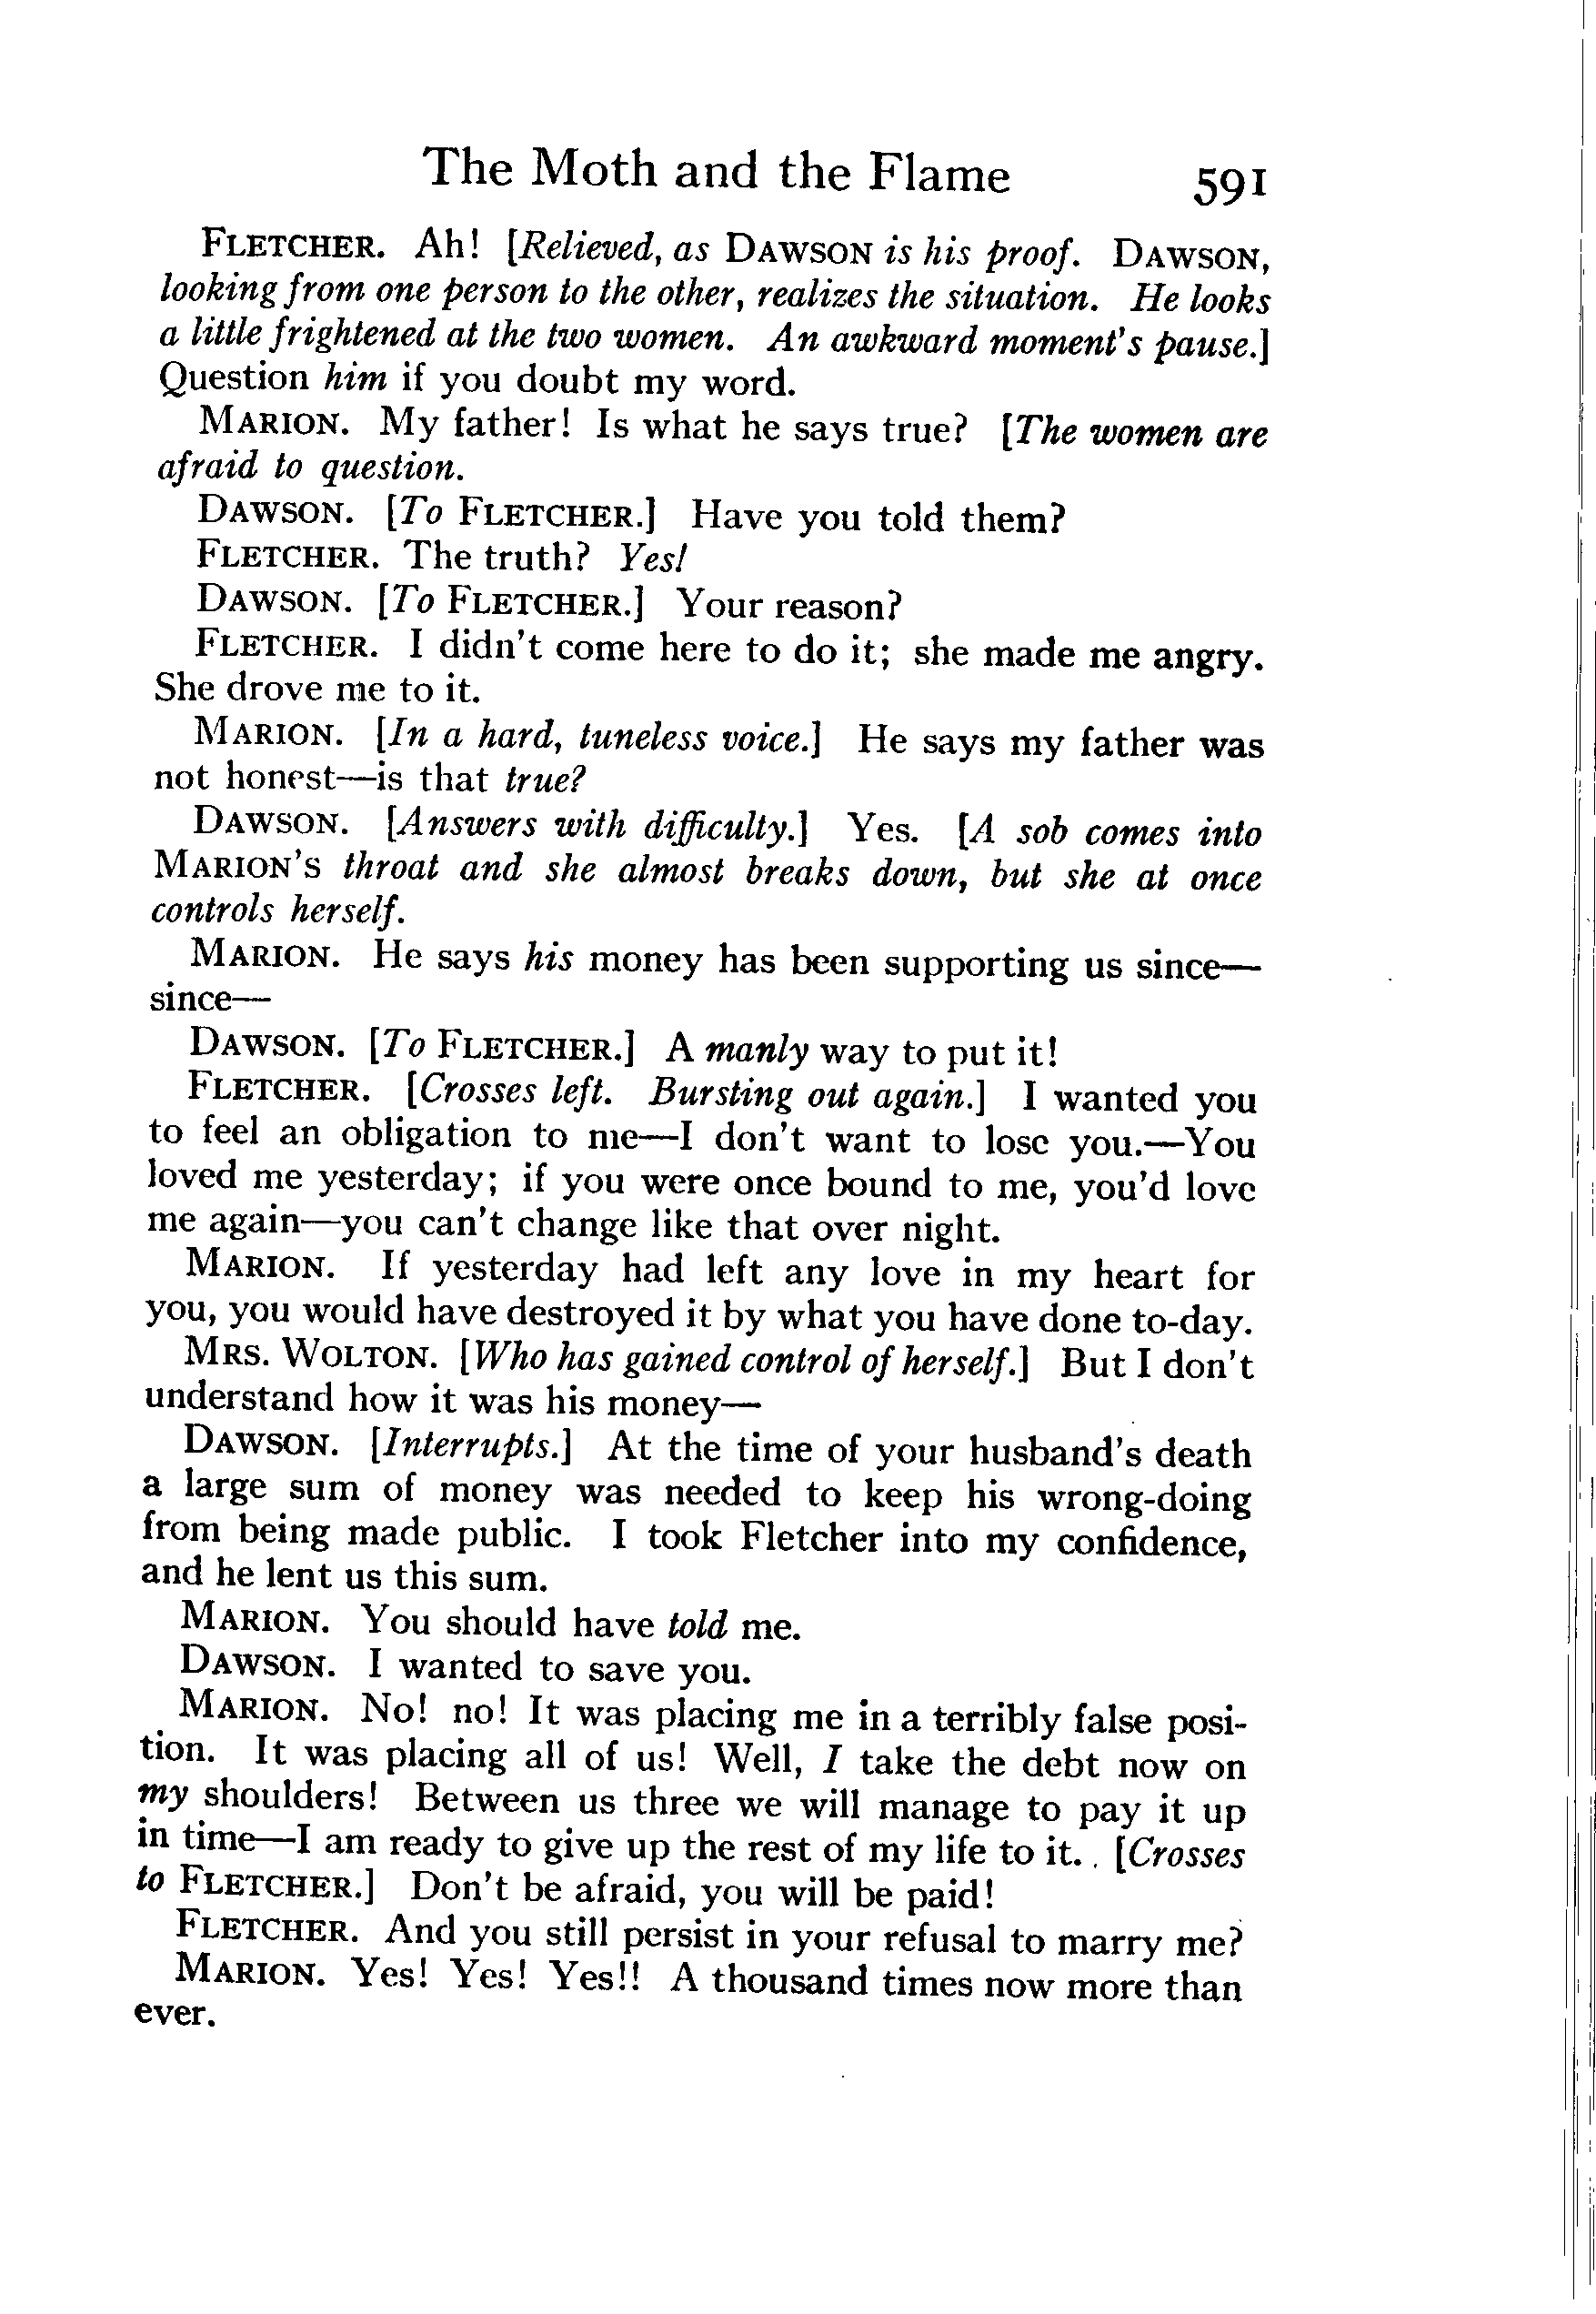 The Moth and the Flame 591
FLETCHER. Ah! [Relieved, as DAWSON is his proof. DAWSON,
looking from one person to the other, realizes the situation. He looks
a little frightened at the two women. An awkward moment's pause.]
Question him if you doubt my word.
MARION. My father! Is what he says true? [The women are
afraid to question.
DAWSON. [To FLETCHER.] Have you told them?
FLETCHER. The truth? Yes!
DAWSON. [To FLETCHER.] Your reason?
FLETCHER. I didn't come here to do it; she made me angry.
She drove me to it.
MARION. [In a hard, tuneless voice.] He says my father was
not honest—is that true?
DAWSON. [Answers with difficulty.] Yes. [A sob comes into
MARION'S throat and she almost breaks down, but she at once
controls herself.
MARION. He says his money has been supporting us since—
since—
DAWSON. [To FLETCHER.] A manly way to put it!
FLETCHER. [Crosses left. Bursting out again.] I wanted you
to feel an obligation to me—I don't want to lose you.—You
loved me yesterday; if you were once bound to me, you'd love
me again—you can't change like that over night.
MARION. If yesterday had left any love in my heart for
you, you would have destroyed it by what you have done to-day.
MRS. WOLTON. [Who has gained control of herself.] But I don't
understand how it was his money—
DAWSON. [Interrupts.] At the time of your husband's death
a large sum of money was needed to keep his wrong-doing
from being made public. I took Fletcher into my confidence,
and he lent us this sum.
MARION. You should have told me.
DAWSON. I wanted to save you.
MARION. No! no! It was placing me in a terribly false posi-
tion. It was placing all of us! Well, I take the debt now on
my shoulders! Between us three we will manage to pay it up
in time—I am ready to give up the rest of my life to it. . [Crosses
to FLETCHER.] Don't be afraid, you will be paid!
FLETCHER. And you still persist in your refusal to marry me?
MARION. Yes! Yes! Yes!! A thousand times now more than
ever.